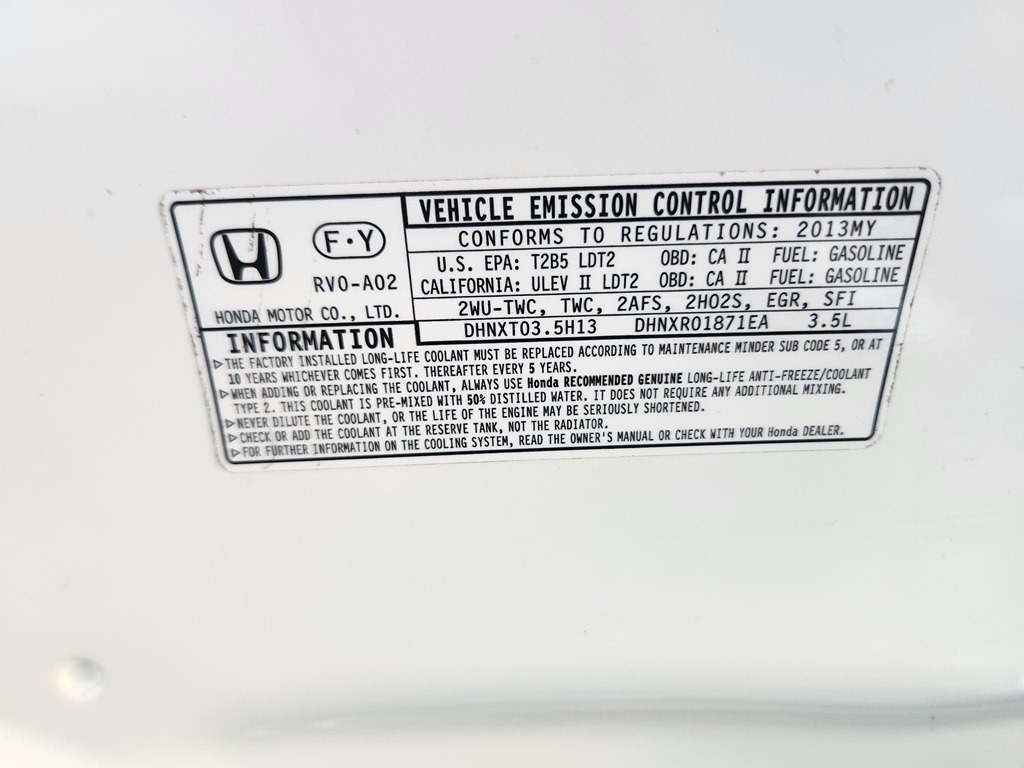 VEHICLE EMISSION CONTROL INFORMATION
F·Y
RV0-A02
HONDA MOTOR CO., LTD.
CONFORMS TO REGULATIONS: 2013MY
U.S. EPA: T2B5 LDT2 OBD: CA II FUEL: GASOLINE
CALIFORNIA: ULEV II LDT2 OBD: CA II FUEL: GASOLINE
2WU-TWC, TWC, 2AFS, 2HO2S, EGR, SFI
DHNXT03.5H13 DHNXR01871EA 3.5L
INFORMATION
▷THE FACTORY INSTALLED LONG-LIFE COOLANT MUST BE REPLACED ACCORDING TO MAINTENANCE MINDER SUB CODE 5, OR AT
10 YEARS WHICHEVER COMES FIRST. THEREAFTER EVERY 5 YEARS.
▷WHEN ADDING OR REPLACING THE COOLANT, ALWAYS USE Honda RECOMMENDED GENUINE LONG-LIFE ANTI-FREEZE/COOLANT
TYPE 2. THIS COOLANT IS PRE-MIXED WITH 50% DISTILLED WATER. IT DOES NOT REQUIRE ANY ADDITIONAL MIXING.
▷NEVER DILUTE THE COOLANT, OR THE LIFE OF THE ENGINE MAY BE SERIOUSLY SHORTENED.
▷CHECK OR ADD THE COOLANT AT THE RESERVE TANK, NOT THE RADIATOR.
▷FOR FURTHER INFORMATION ON THE COOLING SYSTEM, READ THE OWNER'S MANUAL OR CHECK WITH YOUR Honda DEALER.